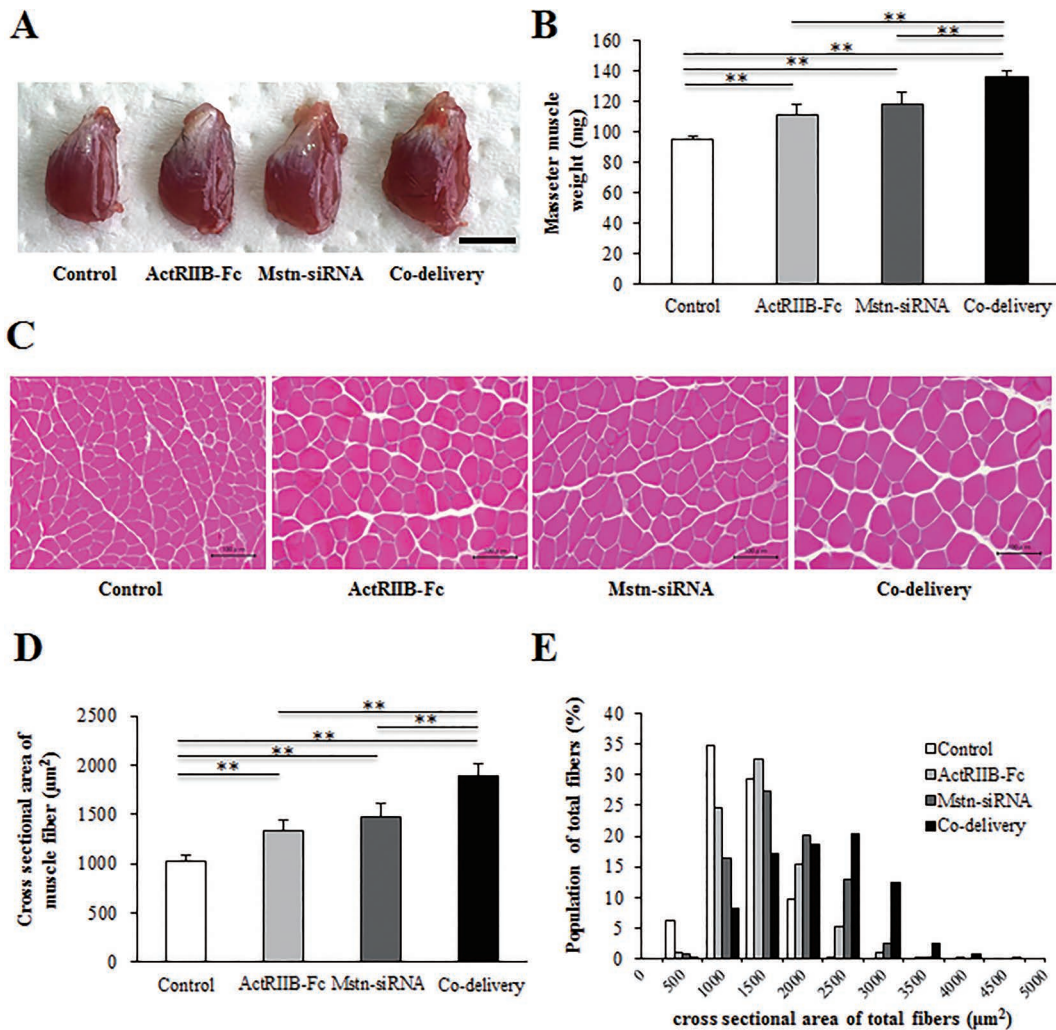 A
Control ActRIIB-Fc Mstn-siRNA Co-delivery
B
Masseter muscle
weight (mg)
160
140
120
100
80
60
40
20
0
**
**
**
**
**
Control ActRIIB-Fc Mstn-siRNA Co-delivery
C
100 μm
Control ActRIIB-Fc Mstn-siRNA Co-delivery
D
Cross sectional area of
muscle fiber (μm²)
2500
2000
1500
1000
500
0
**
**
**
**
**
Control ActRIIB-Fc Mstn-siRNA Co-delivery
E
Population of total fibers (%)
40
35
30
25
20
15
10
5
0
Control
ActRIIB-Fc
Mstn-siRNA
Co-delivery
0 500 1000 1500 2000 2500 3000 3500 4000 4500 5000
cross sectional area of total fibers (μm²)